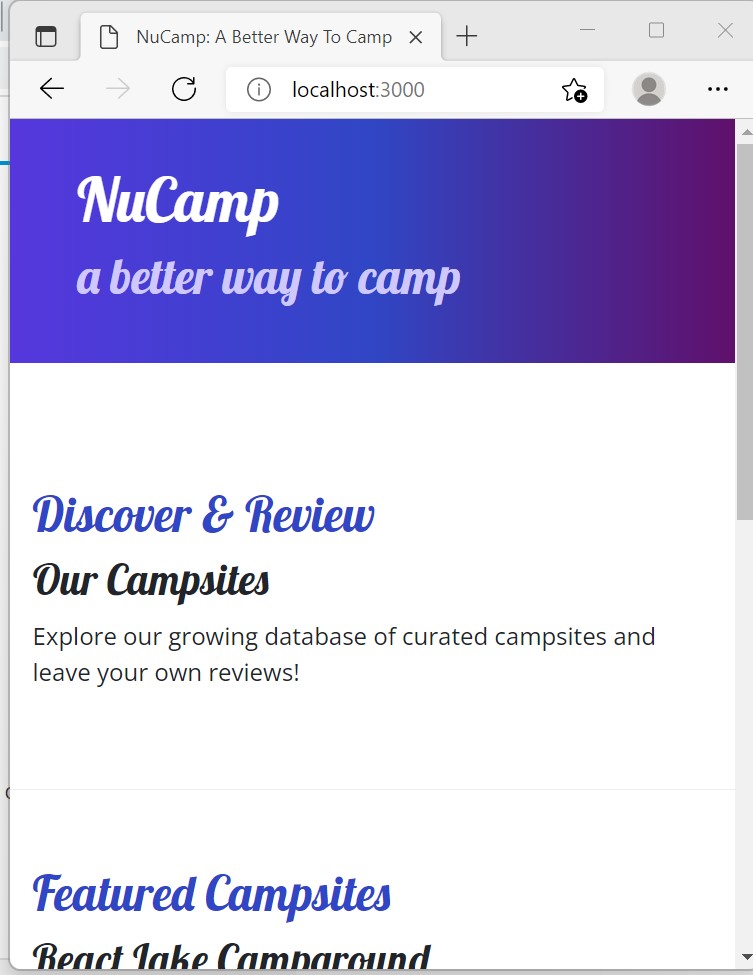 NuCamp: A Better Way To Camp
localhost:3000
NuCamp
a better way to camp
Discover & Review
Our Campsites
Explore our growing database of curated campsites and
leave your own reviews!
Featured Campsites
React Lake Campground